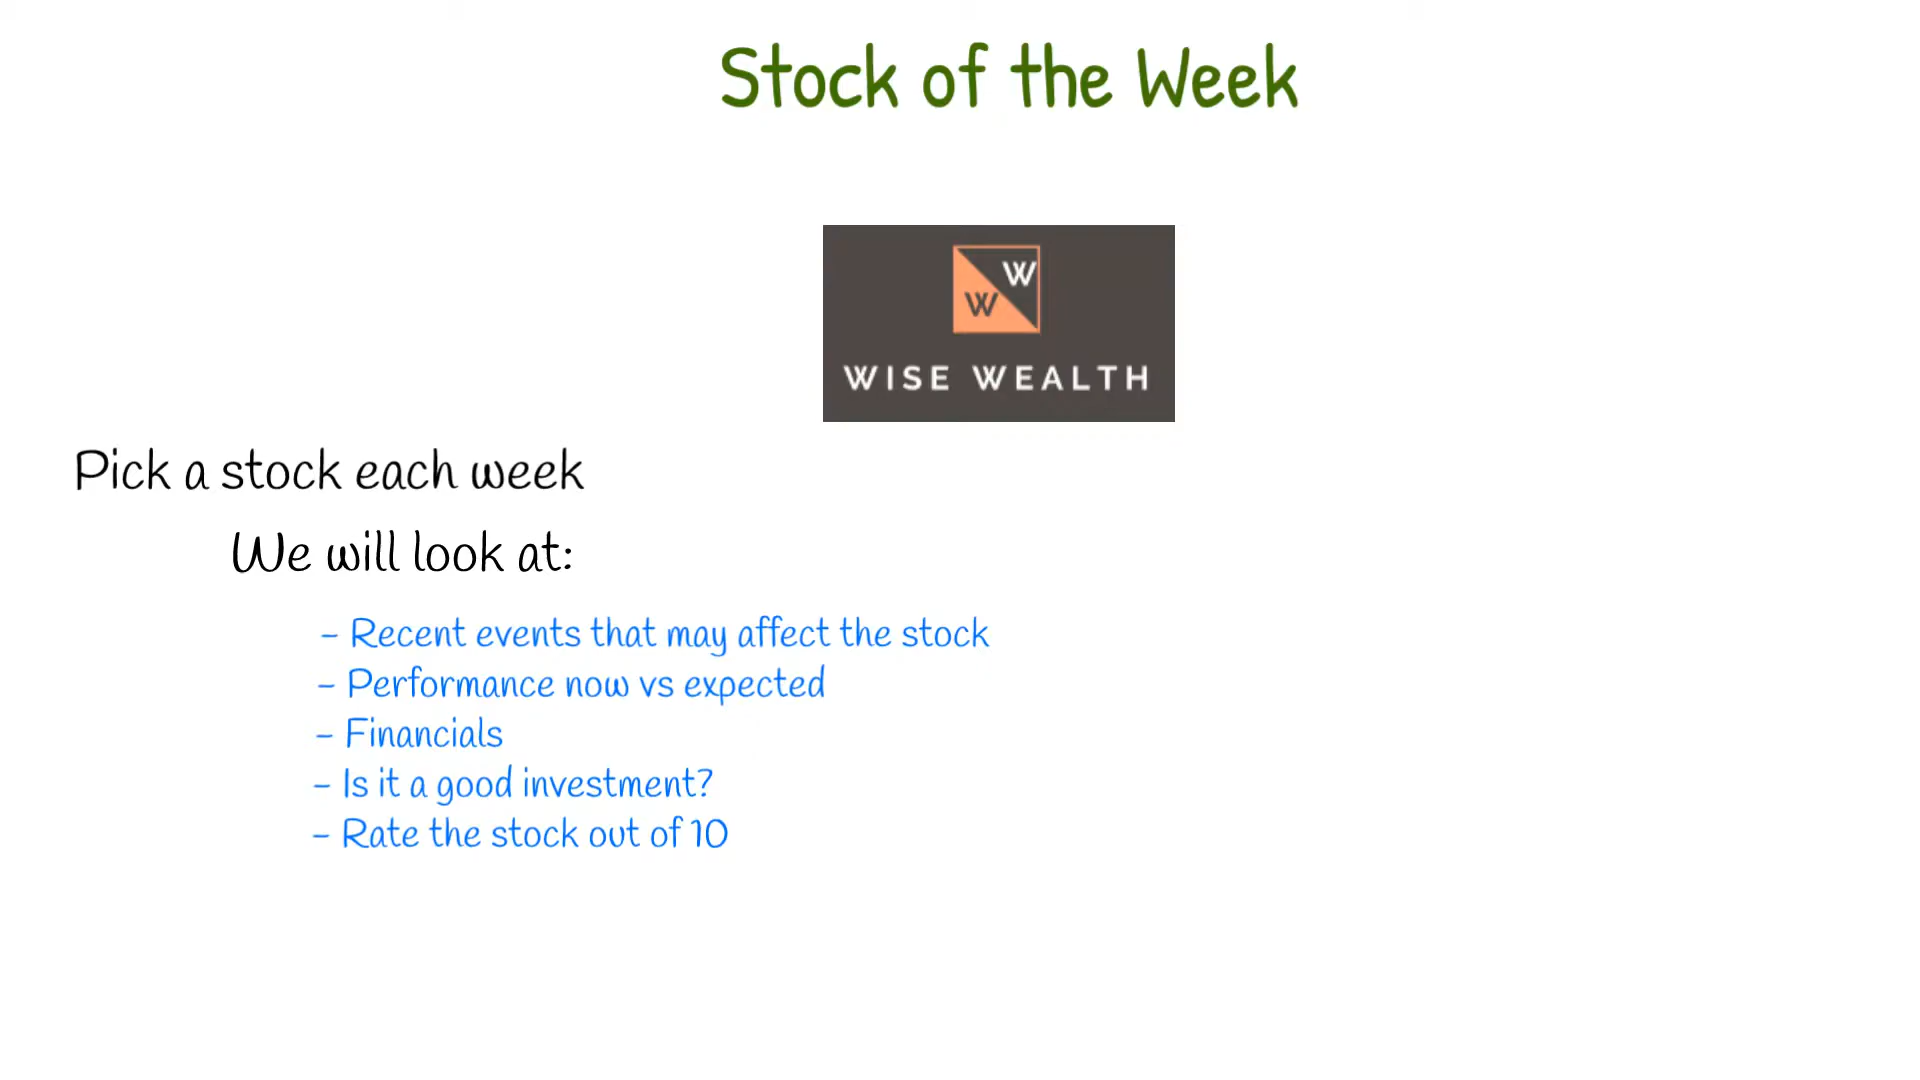 Stock of the Week
W
W
WISE WEALTH
Pick a stock each week
We will look at:
- Recent events that may affect the stock
- Performance now vs expected
- Financials
- Is it a good investment?
- Rate the stock out of 10